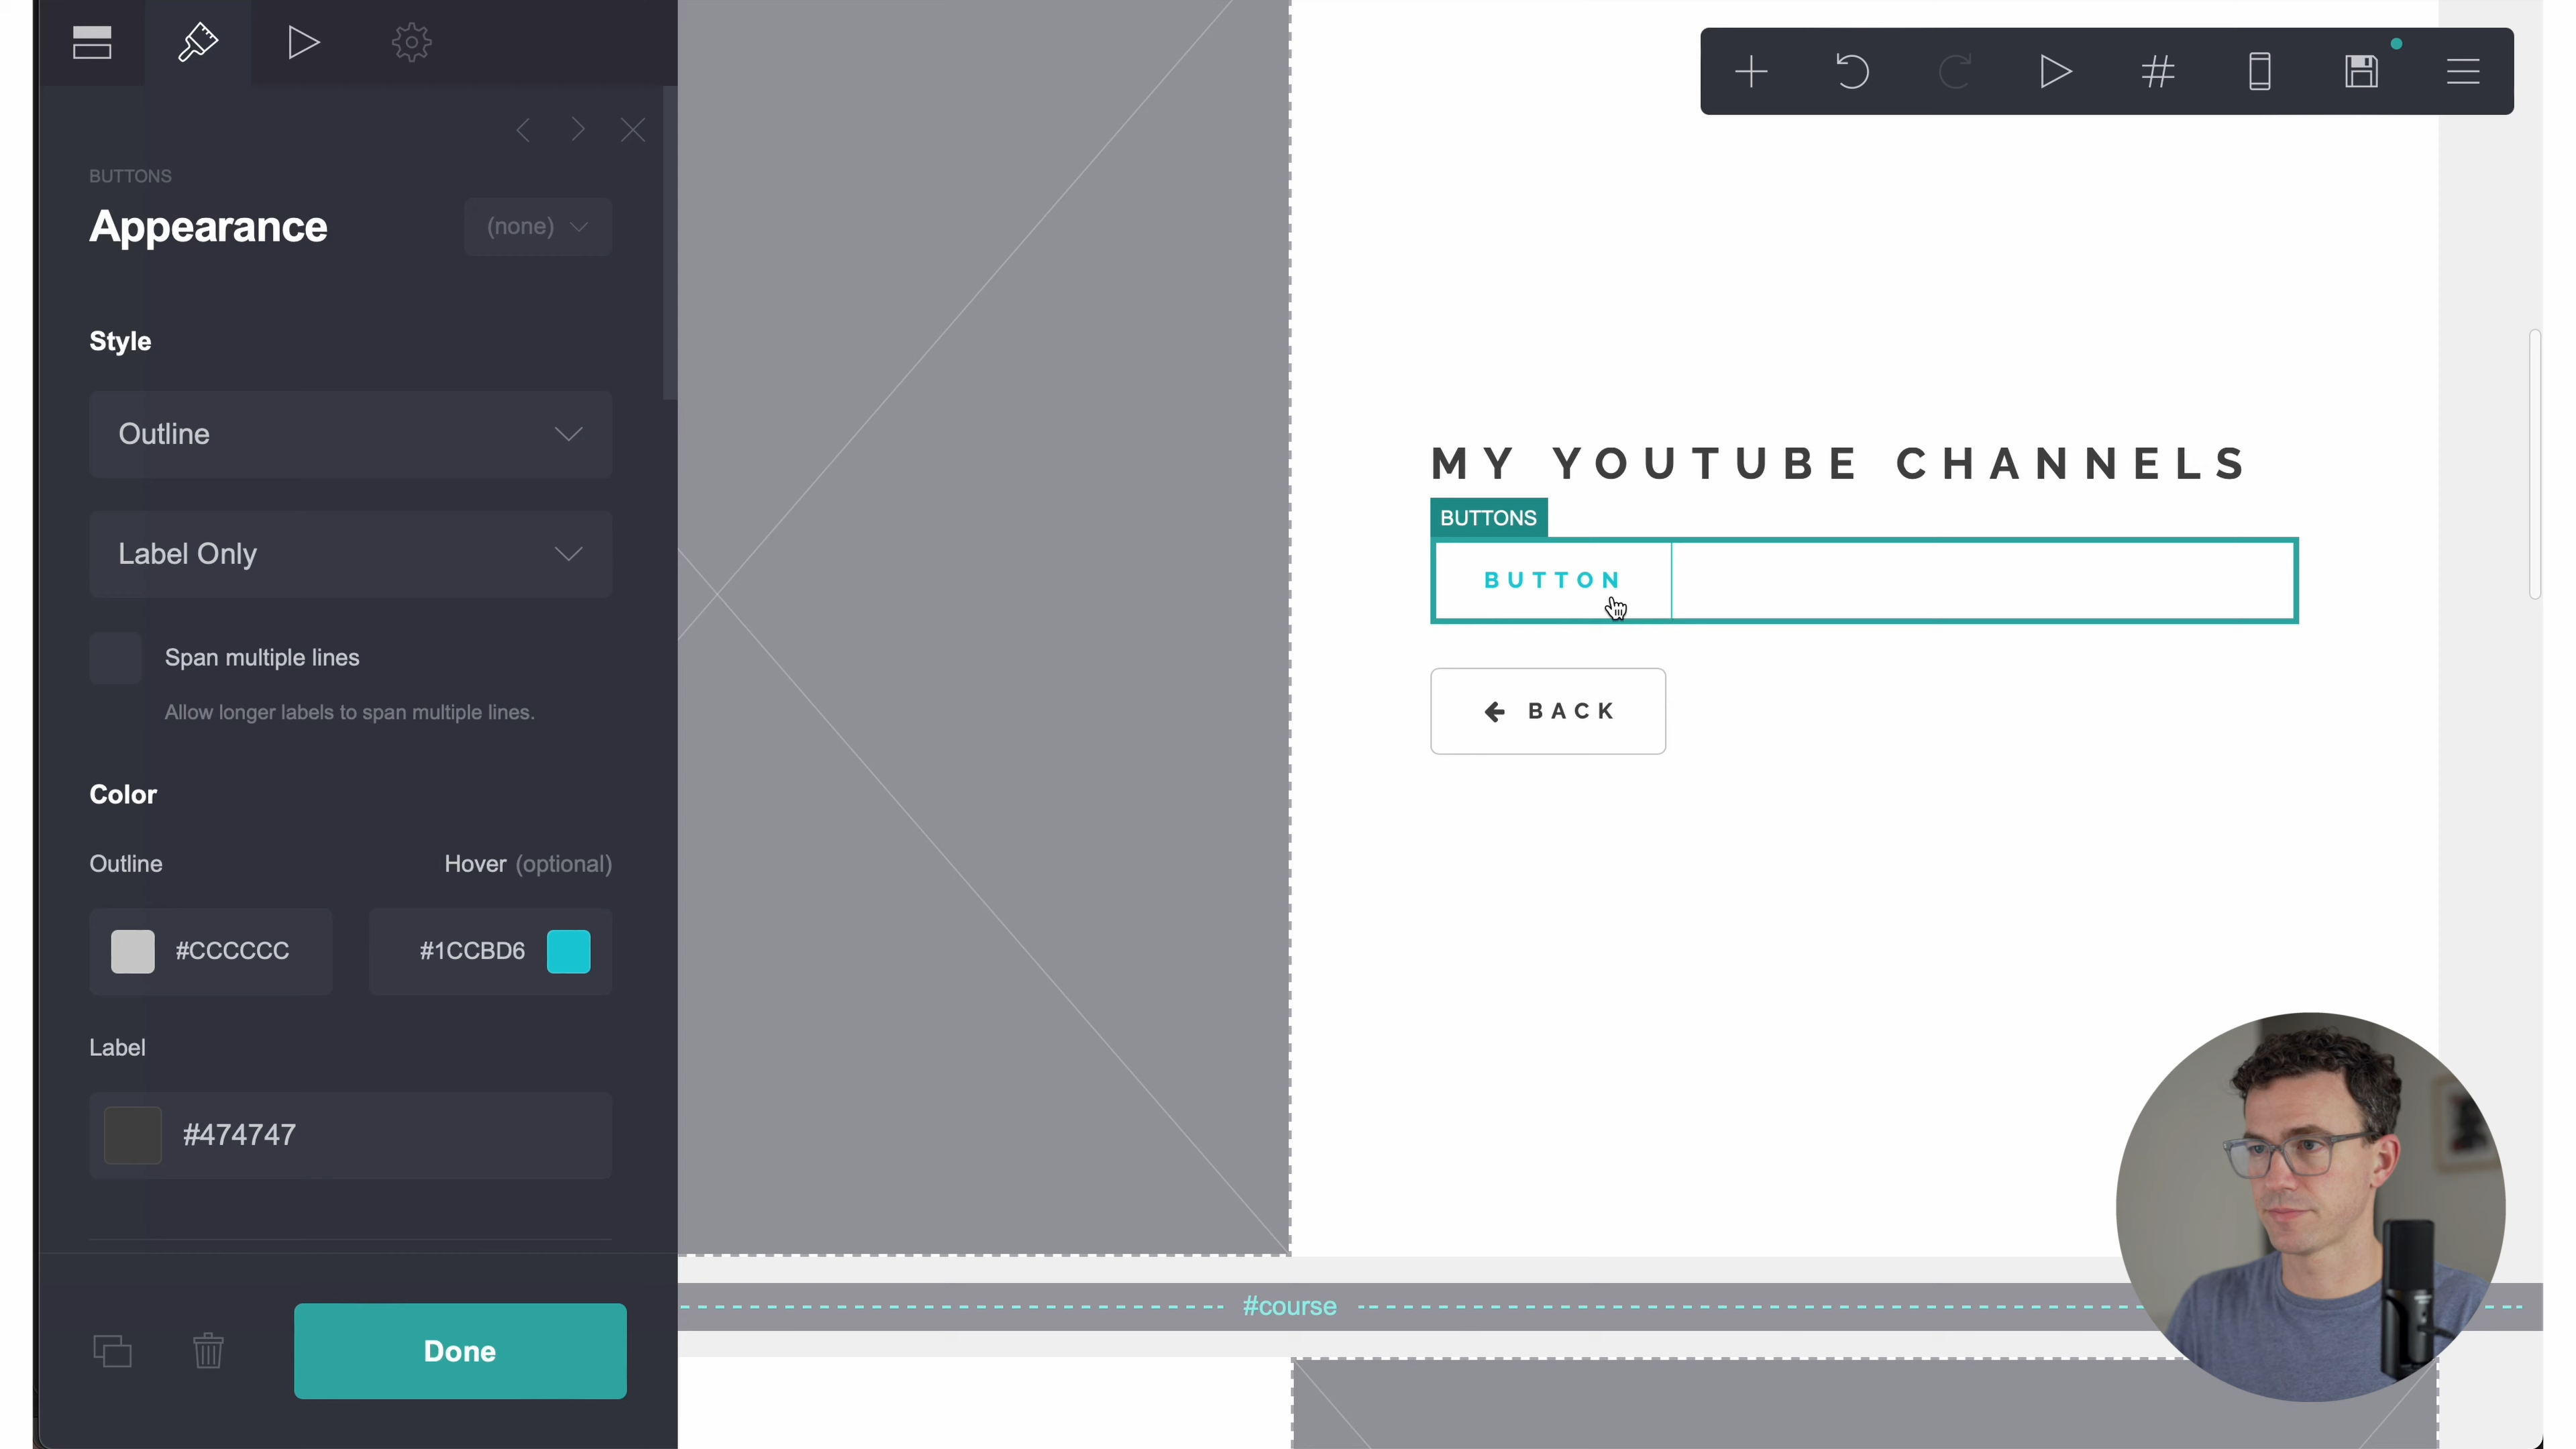 BUTTONS
Appearance
(none)
Style
Outline
Label Only
Span multiple lines
Allow longer labels to span multiple lines.
Color
Outline
Hover (optional)
#CCCCCC
#1CCBD6
Label
#474747
Done
MY YOUTUBE CHANNELS
BUTTONS
BUTTON
BACK
#course